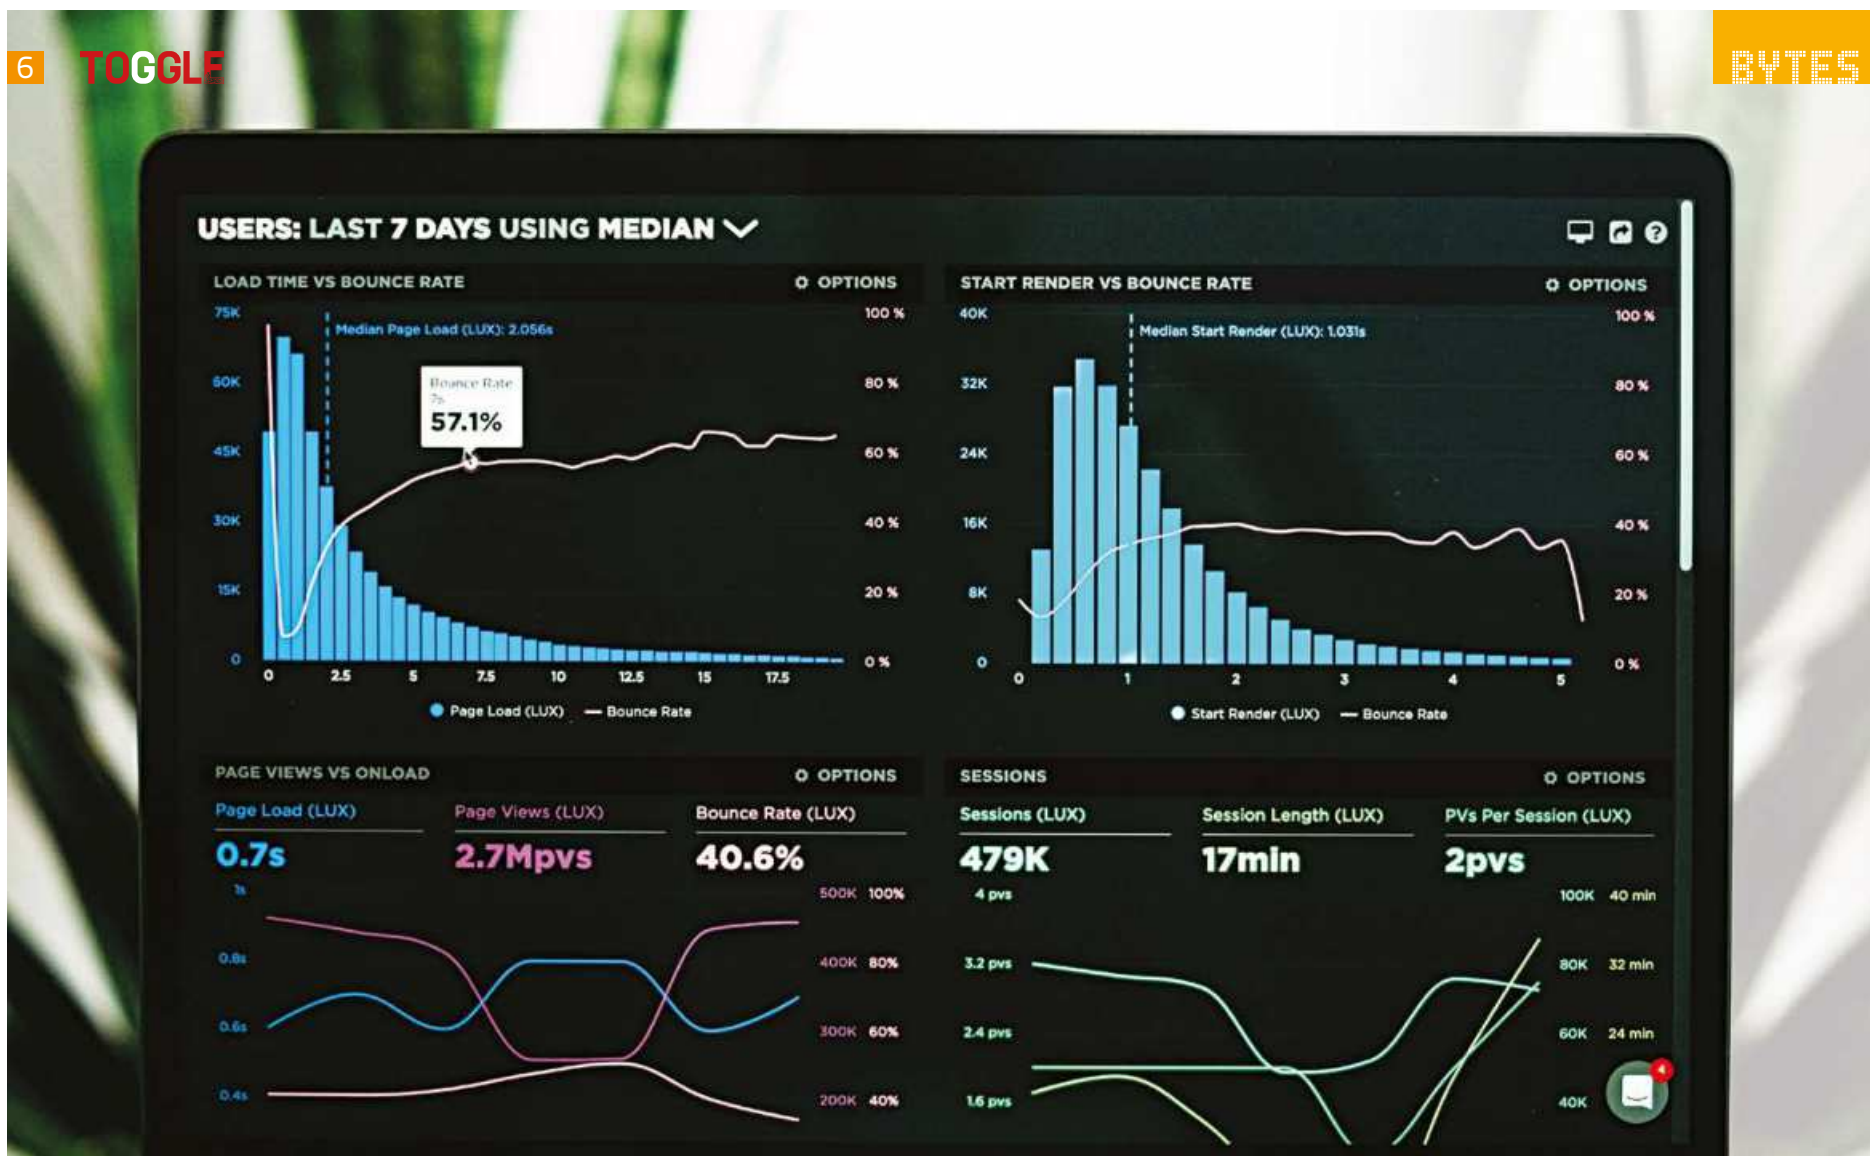 6 TOGGLE
BYTES
USERS: LAST 7 DAYS USING MEDIAN
LOAD TIME VS BOUNCE RATE
OPTIONS
75K
60K
45K
30K
15K
0
Median Page Load (LUX): 2.056s
Bounce Rate
7s
57.1%
100 %
80 %
60 %
40 %
20 %
0 %
0 2.5 5 7.5 10 12.5 15 17.5
Page Load (LUX) Bounce Rate
START RENDER VS BOUNCE RATE
OPTIONS
40K
32K
24K
16K
8K
0
Median Start Render (LUX): 1.031s
100 %
80 %
60 %
40 %
20 %
0 %
0 1 2 3 4 5
Start Render (LUX) Bounce Rate
PAGE VIEWS VS ONLOAD
OPTIONS
Page Load (LUX)
0.7s
Page Views (LUX)
2.7Mpvs
Bounce Rate (LUX)
40.6%
1s
0.8s
0.6s
0.4s
500K 100%
400K 80%
300K 60%
200K 40%
SESSIONS
OPTIONS
Sessions (LUX)
479K
Session Length (LUX)
17min
PVs Per Session (LUX)
2pvs
4 pvs
3.2 pvs
2.4 pvs
1.6 pvs
100K 40 min
80K 32 min
60K 24 min
40K
4